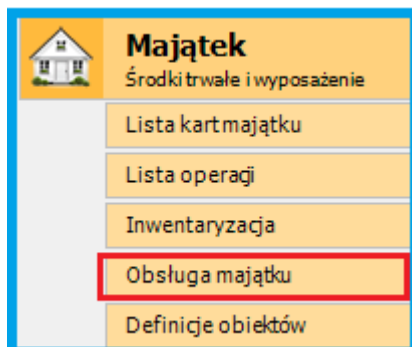 Majątek
Środki trwałe i wyposażenie
Lista kart majątku
Lista operacji
Inwentaryzacja
Obsługa majątku
Definicje obiektów